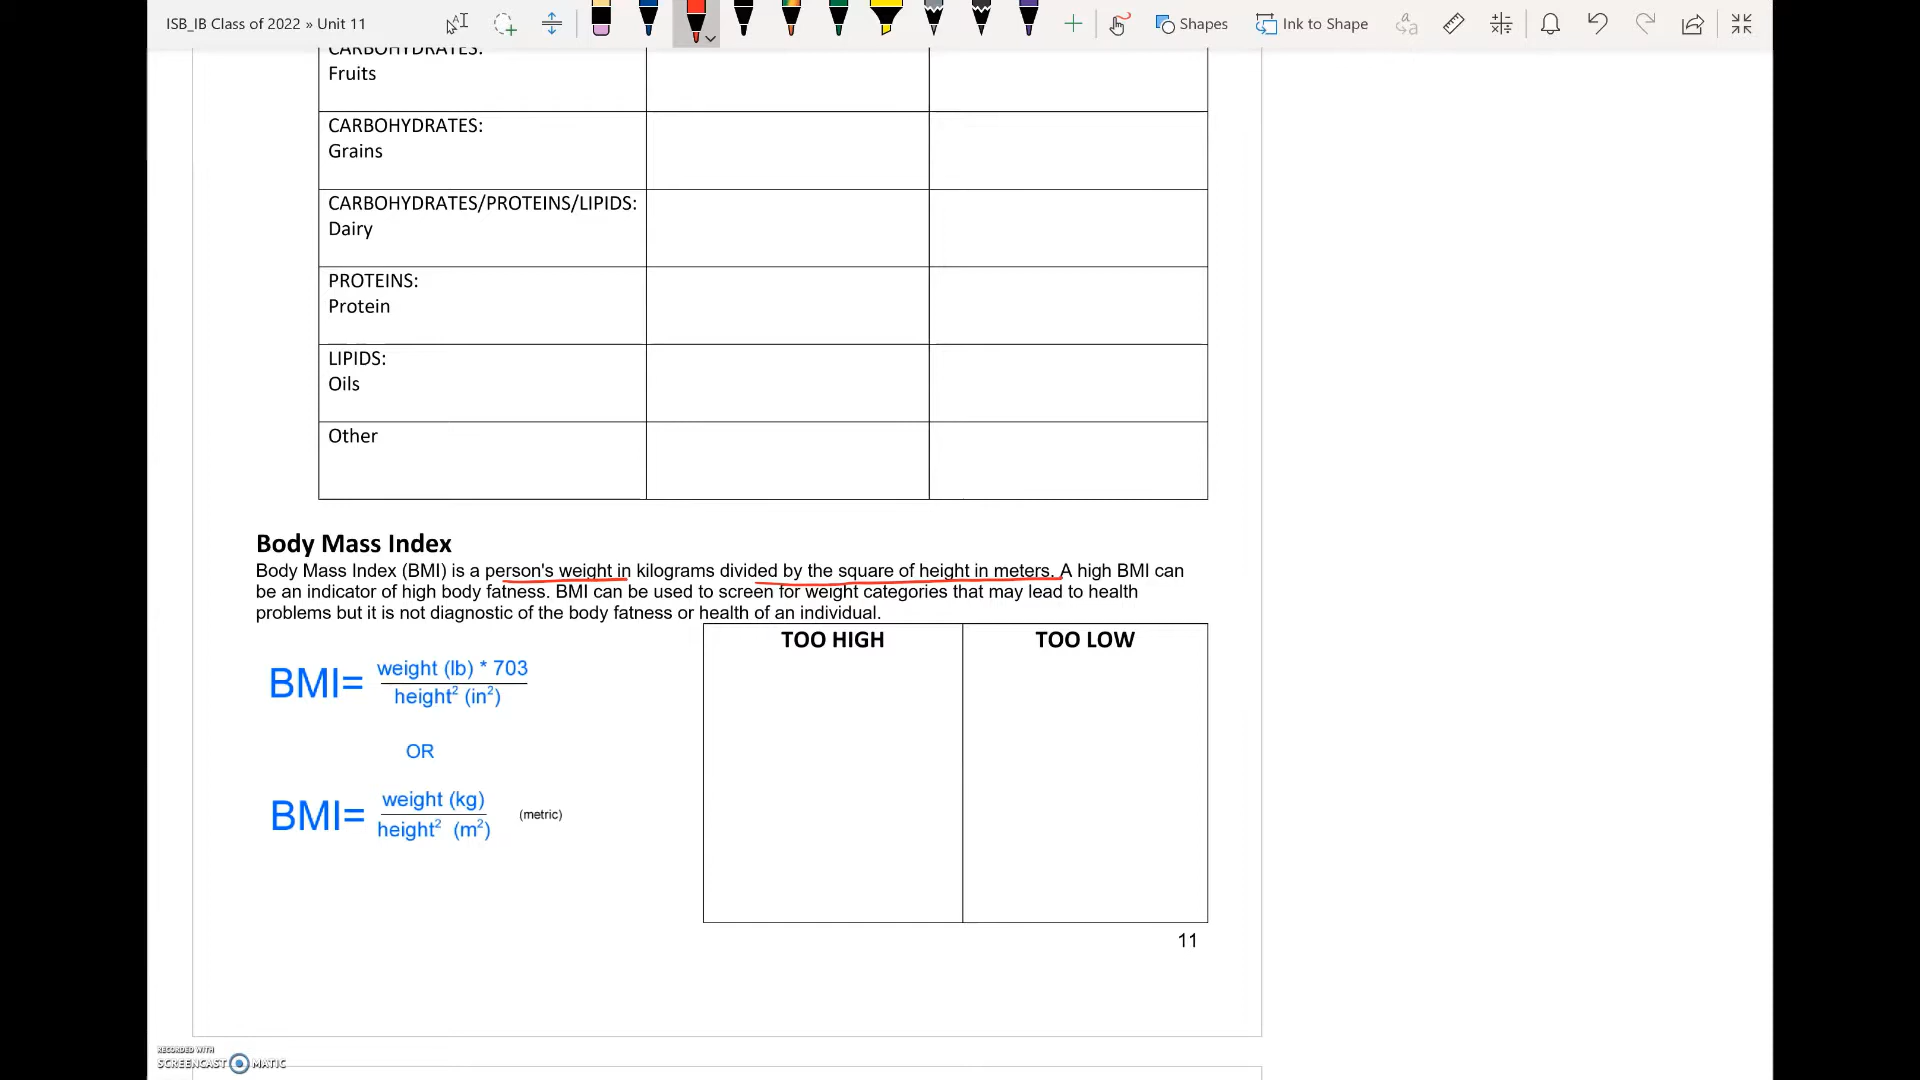 ISB_IB Class of 2022 » Unit 11
Shapes
Ink to Shape
CARBOHYDRATES:
Fruits
CARBOHYDRATES:
Grains
CARBOHYDRATES/PROTEINS/LIPIDS:
Dairy
PROTEINS:
Protein
LIPIDS:
Oils
Other
Body Mass Index
Body Mass Index (BMI) is a person's weight in kilograms divided by the square of height in meters. A high BMI can
be an indicator of high body fatness. BMI can be used to screen for weight categories that may lead to health
problems but it is not diagnostic of the body fatness or health of an individual.
TOO HIGH
TOO LOW
BMI= weight (lb) * 703
height² (in²)
OR
BMI= weight (kg)
height² (m²)
(metric)
11
RECORDED WITH
SCREENCAST MATIC